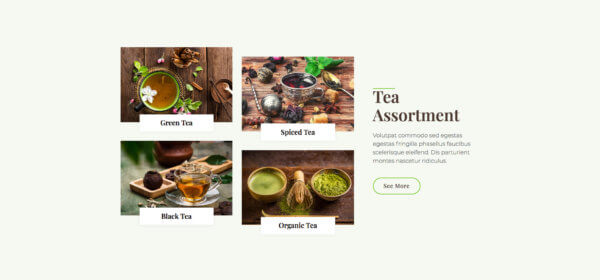 Green Tea
Spiced Tea
Black Tea
Organic Tea
Tea
Assortment
Volutpat commodo sed egestas
egestas fringilla phasellus faucibus
scelerisque eleifend. Dis parturient
montes nascetur ridiculus.
See More